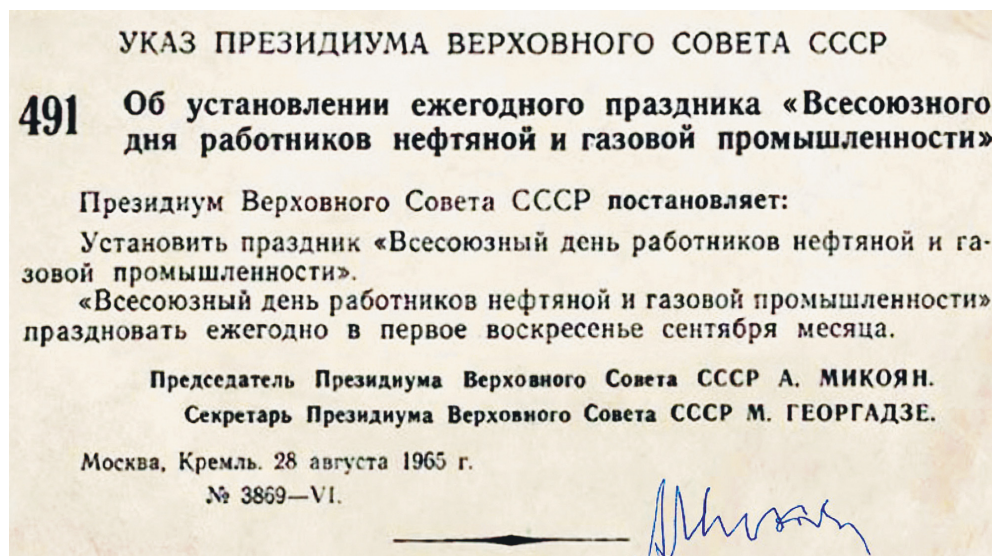 УКАЗ ПРЕЗИДИУМА ВЕРХОВНОГО СОВЕТА СССР
491 Об установлении ежегодного праздника «Всесоюзного
дня работников нефтяной и газовой промышленности»
Президиум Верховного Совета СССР постановляет:
Установить праздник «Всесоюзный день работников нефтяной и га-
зовой промышленности».
«Всесоюзный день работников нефтяной и газовой промышленности»
праздновать ежегодно в первое воскресенье сентября месяца.
Председатель Президиума Верховного Совета СССР А. МИКОЯН.
Секретарь Президиума Верховного Совета СССР М. ГЕОРГАДЗЕ.
Москва, Кремль. 28 августа 1965 г.
№ 3869—VI.